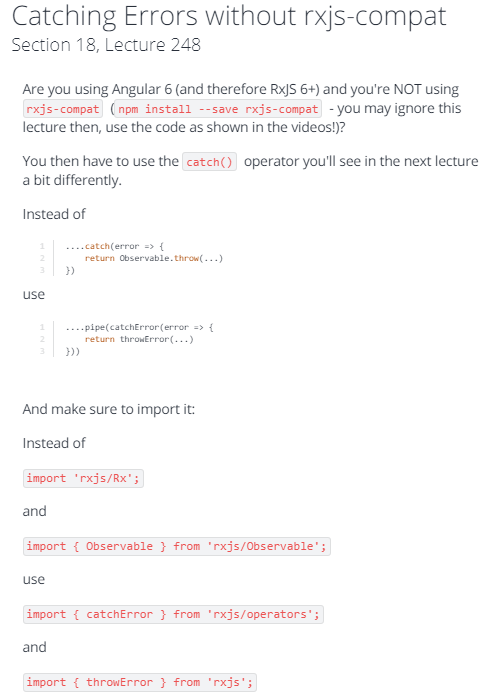 Catching Errors without rxjs-compat
Section 18, Lecture 248
Are you using Angular 6 (and therefore RxJS 6+) and you're NOT using
rxjs-compat (npm install --save rxjs-compat - you may ignore this
lecture then, use the code as shown in the videos!)?
You then have to use the catch() operator you'll see in the next lecture
a bit differently.
Instead of
1 ....catch(error => {
2 return Observable.throw(...)
3 })
use
1 ....pipe(catchError(error => {
2 return throwError(...)
3 }))
And make sure to import it:
Instead of
import 'rxjs/Rx';
and
import { Observable } from 'rxjs/Observable';
use
import { catchError } from 'rxjs/operators';
and
import { throwError } from 'rxjs';